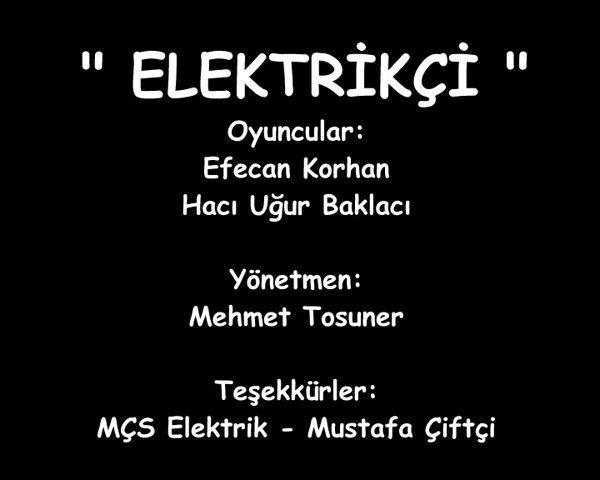 " ELEKTRİKÇİ "
Oyuncular:
Efecan Korhan
Hacı Uğur Baklacı
Yönetmen:
Mehmet Tosuner
Teşekkürler:
MÇS Elektrik - Mustafa Çiftçi